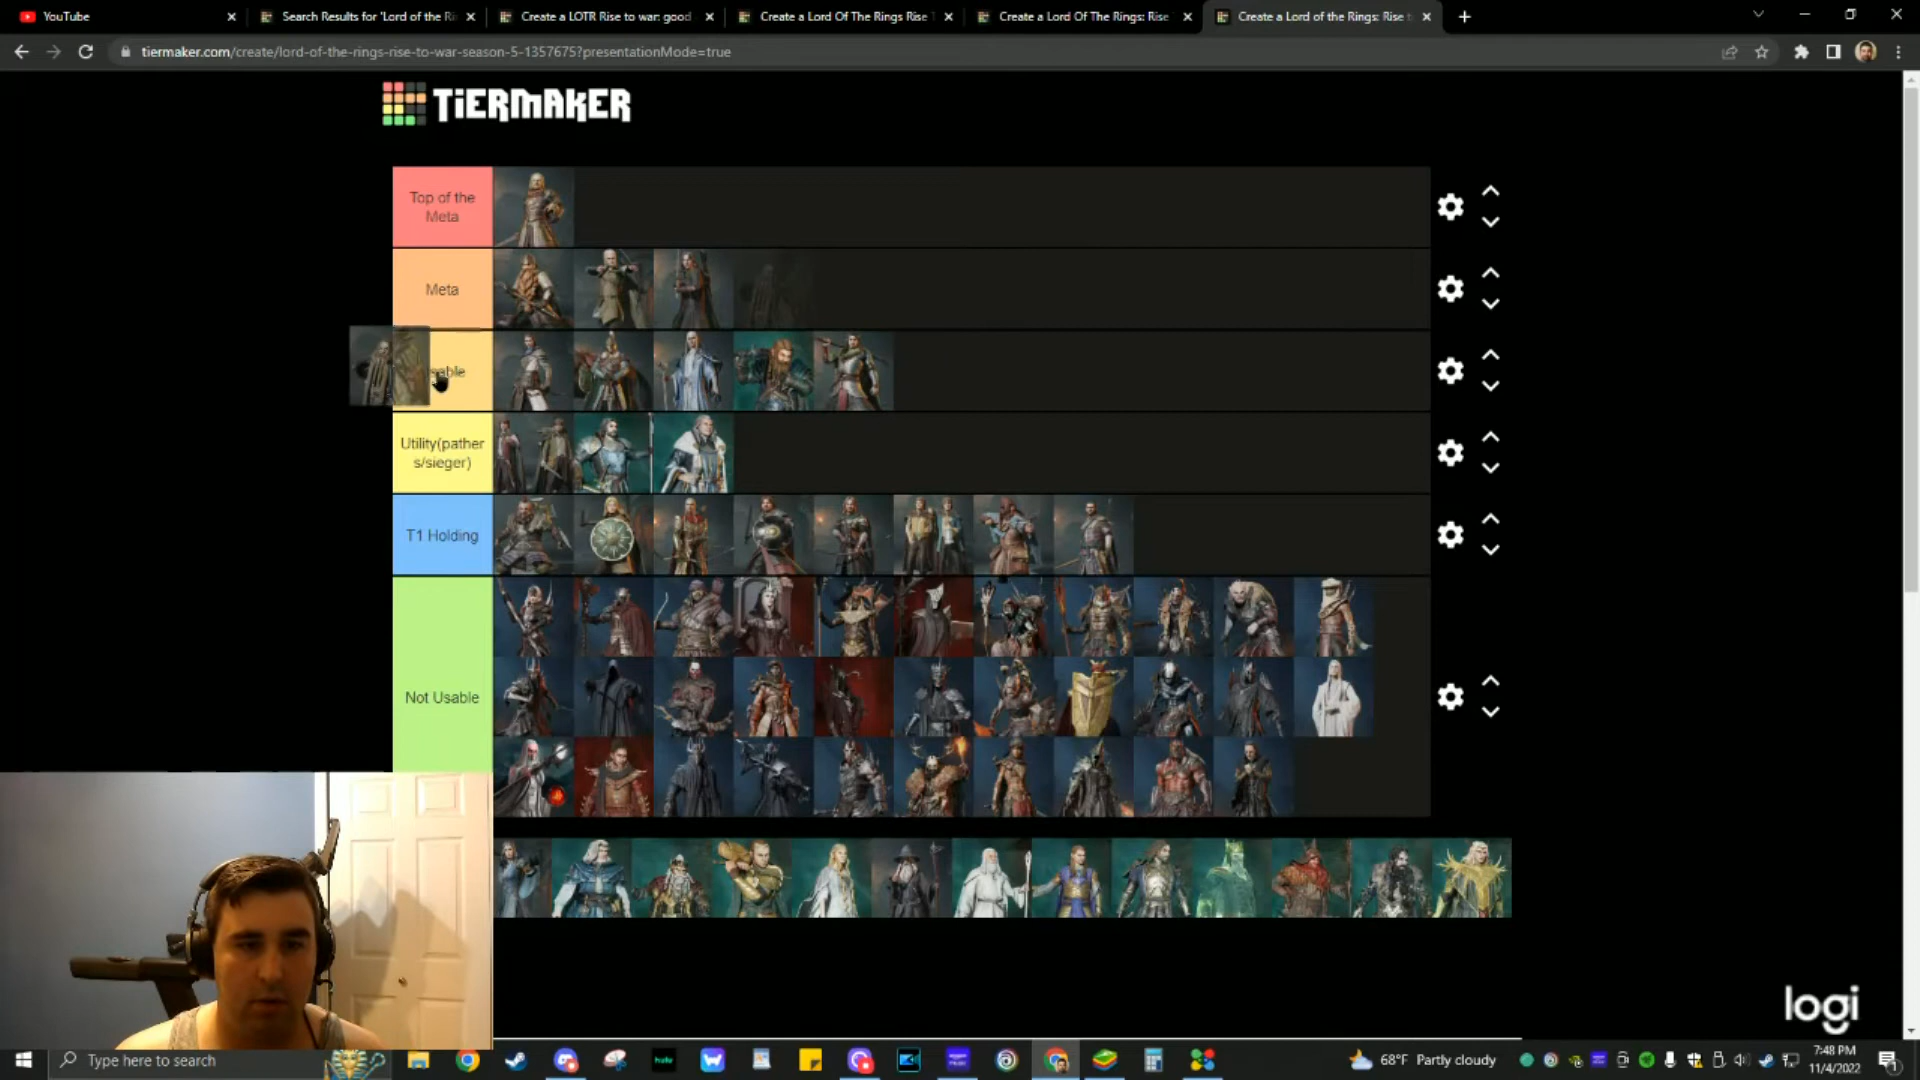 YouTube
Search Results for 'Lord of the Ri
Create a LOTR Rise to war: good
Create a Lord Of The Rings Rise T
Create a Lord Of The Rings: Rise
Create a Lord of the Rings: Rise t
tiermaker.com/create/lord-of-the-rings-rise-to-war-season-5-1357675?presentationMode=true
TiERMAKER
Top of the
Meta
Meta
sable
Utility(pather
s/sieger)
T1 Holding
Not Usable
logi
Type here to search
hulu
68°F Partly cloudy
7:48 PM
11/4/2022